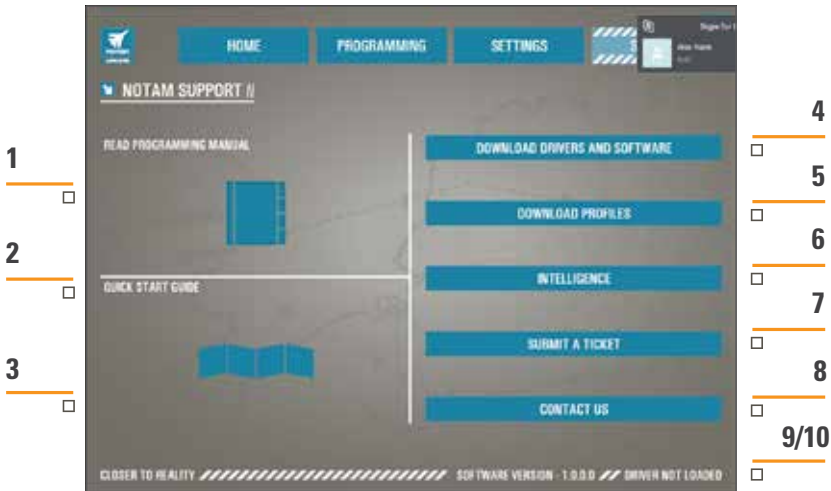 HOME
PROGRAMMING
SETTINGS
S
NOTAM SUPPORT //
READ PROGRAMMING MANUAL
QUICK START GUIDE
DOWNLOAD DRIVERS AND SOFTWARE
DOWNLOAD PROFILES
INTELLIGENCE
SUBMIT A TICKET
CONTACT US
CLOSER TO REALITY
SOFTWARE VERSION - 1.0.0.0 // DRIVER NOT LOADED
1
2
3
4
5
6
7
8
9/10